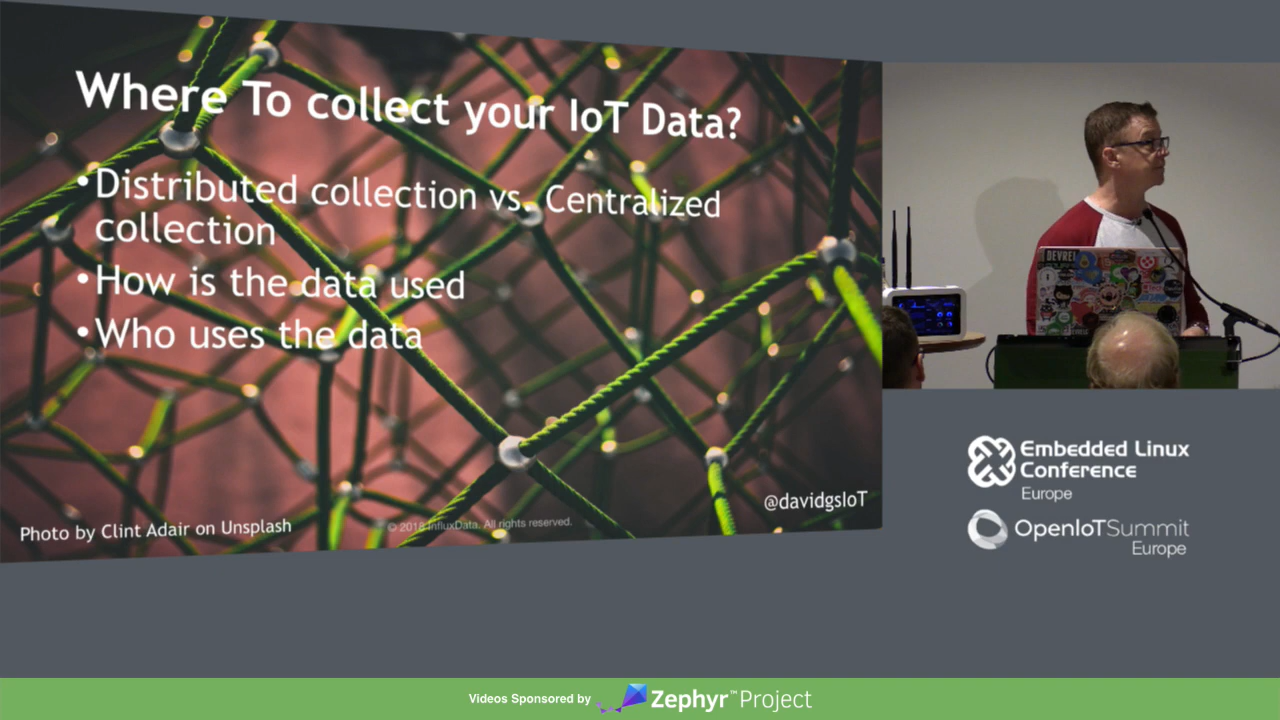 Where To collect your IoT Data?
•Distributed collection vs. Centralized
collection
•How is the data used
•Who uses the data
@davidgsIoT
© 2018 InfluxData. All rights reserved.
Photo by Clint Adair on Unsplash
DEVREL
Embedded Linux
Conference
Europe
OpenIoTSummit
Europe
Videos Sponsored by Zephyr™Project